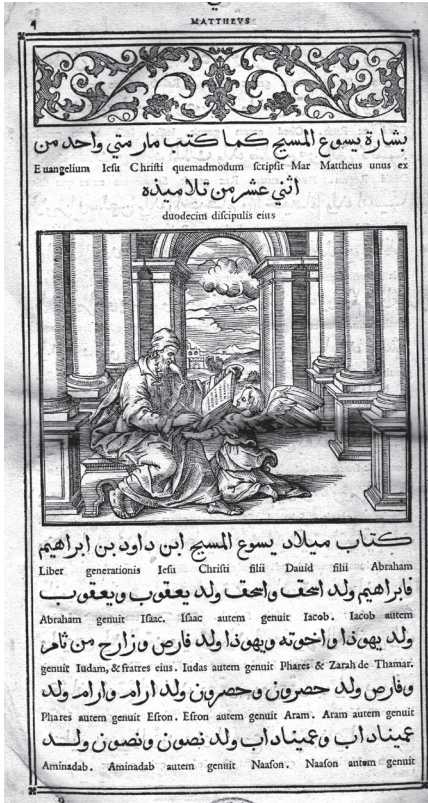 MATTHEVS
بشارة يسوع المسيح كما كتب مار متي واحد من
Euangelium Iesu Christi quemadmodum scripsit Mar Mattheus unus ex
اثني عشر من تلاميذه
duodecim discipulis eius
كتاب ميلاد يسوع المسيح ابن داود بن ابراهيم
Liber generationis Iesu Christi filii Dauid filii Abraham
فابراهيم ولد اسحق واسحق ولد يعقوب ويعقوب
Abraham genuit Isaac. Isaac autem genuit Iacob. Iacob autem
ولد يهوذا واخوته ويهوذا ولد فارص وزارح من ثامر
genuit Iudam, & fratres eius. Iudas autem genuit Phares & Zarah de Thamar.
وفارص ولد حصرون وحصرون ولد ارام وارام ولد
Phares autem genuit Esron. Esron autem genuit Aram. Aram autem genuit
عميناداب وعميناداب ولد نصون ونصون ولد
Aminadab. Aminadab autem genuit Naason. Naason autem genuit